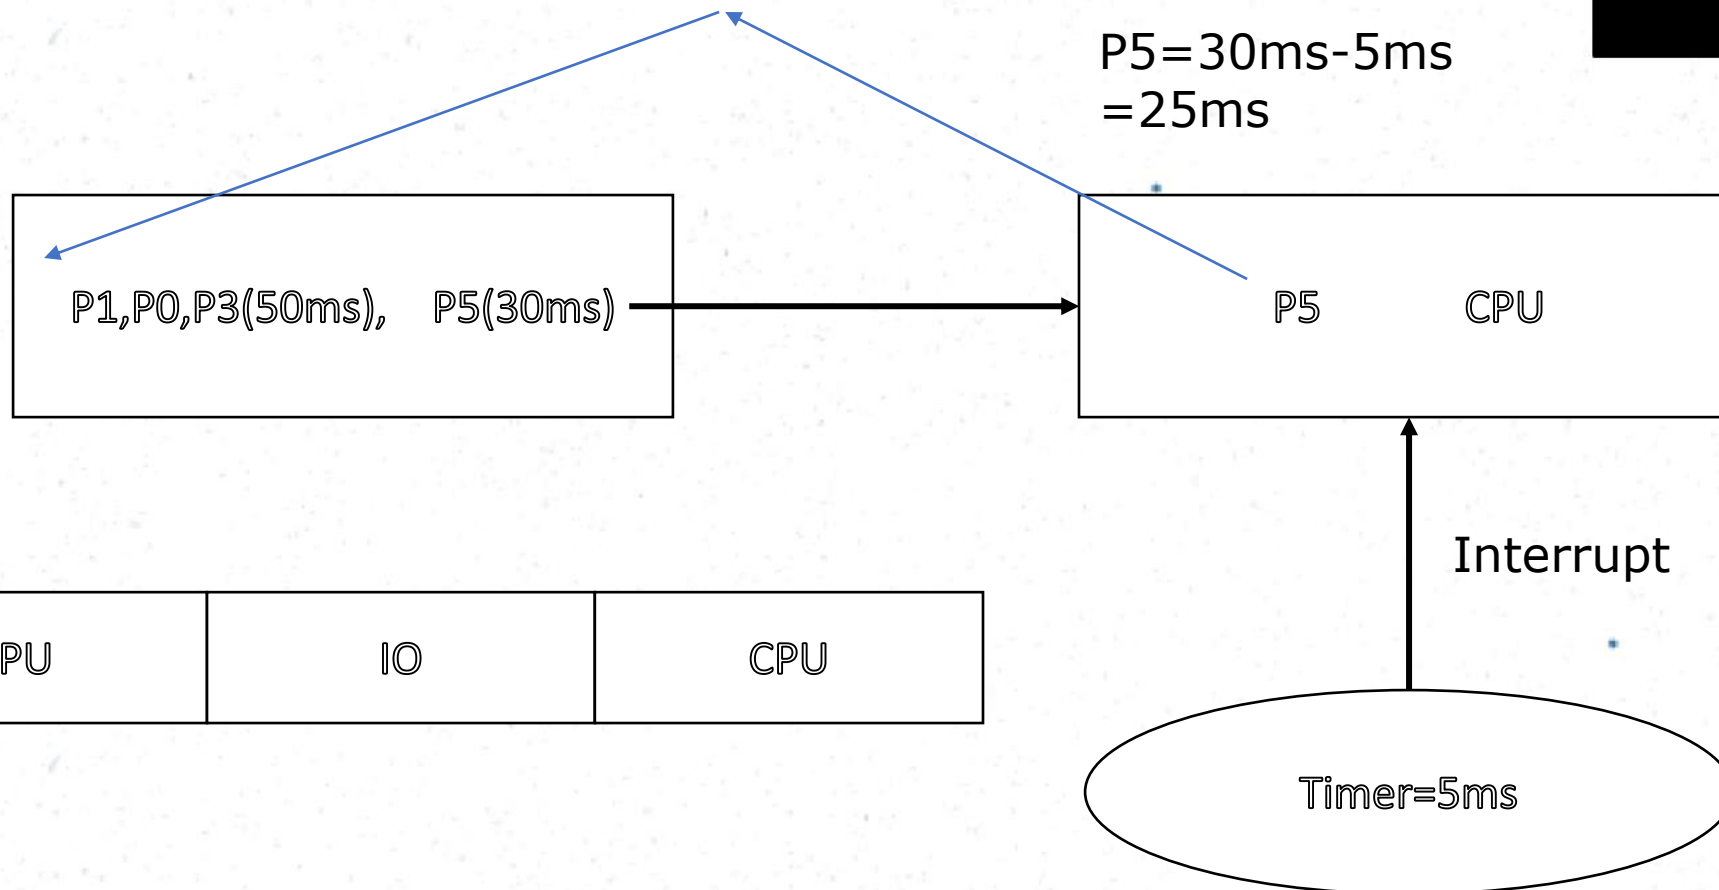 P5=30ms-5ms
=25ms
P1,P0,P3(50ms), P5(30ms)
P5 CPU
Interrupt
PU IO CPU
Timer=5ms